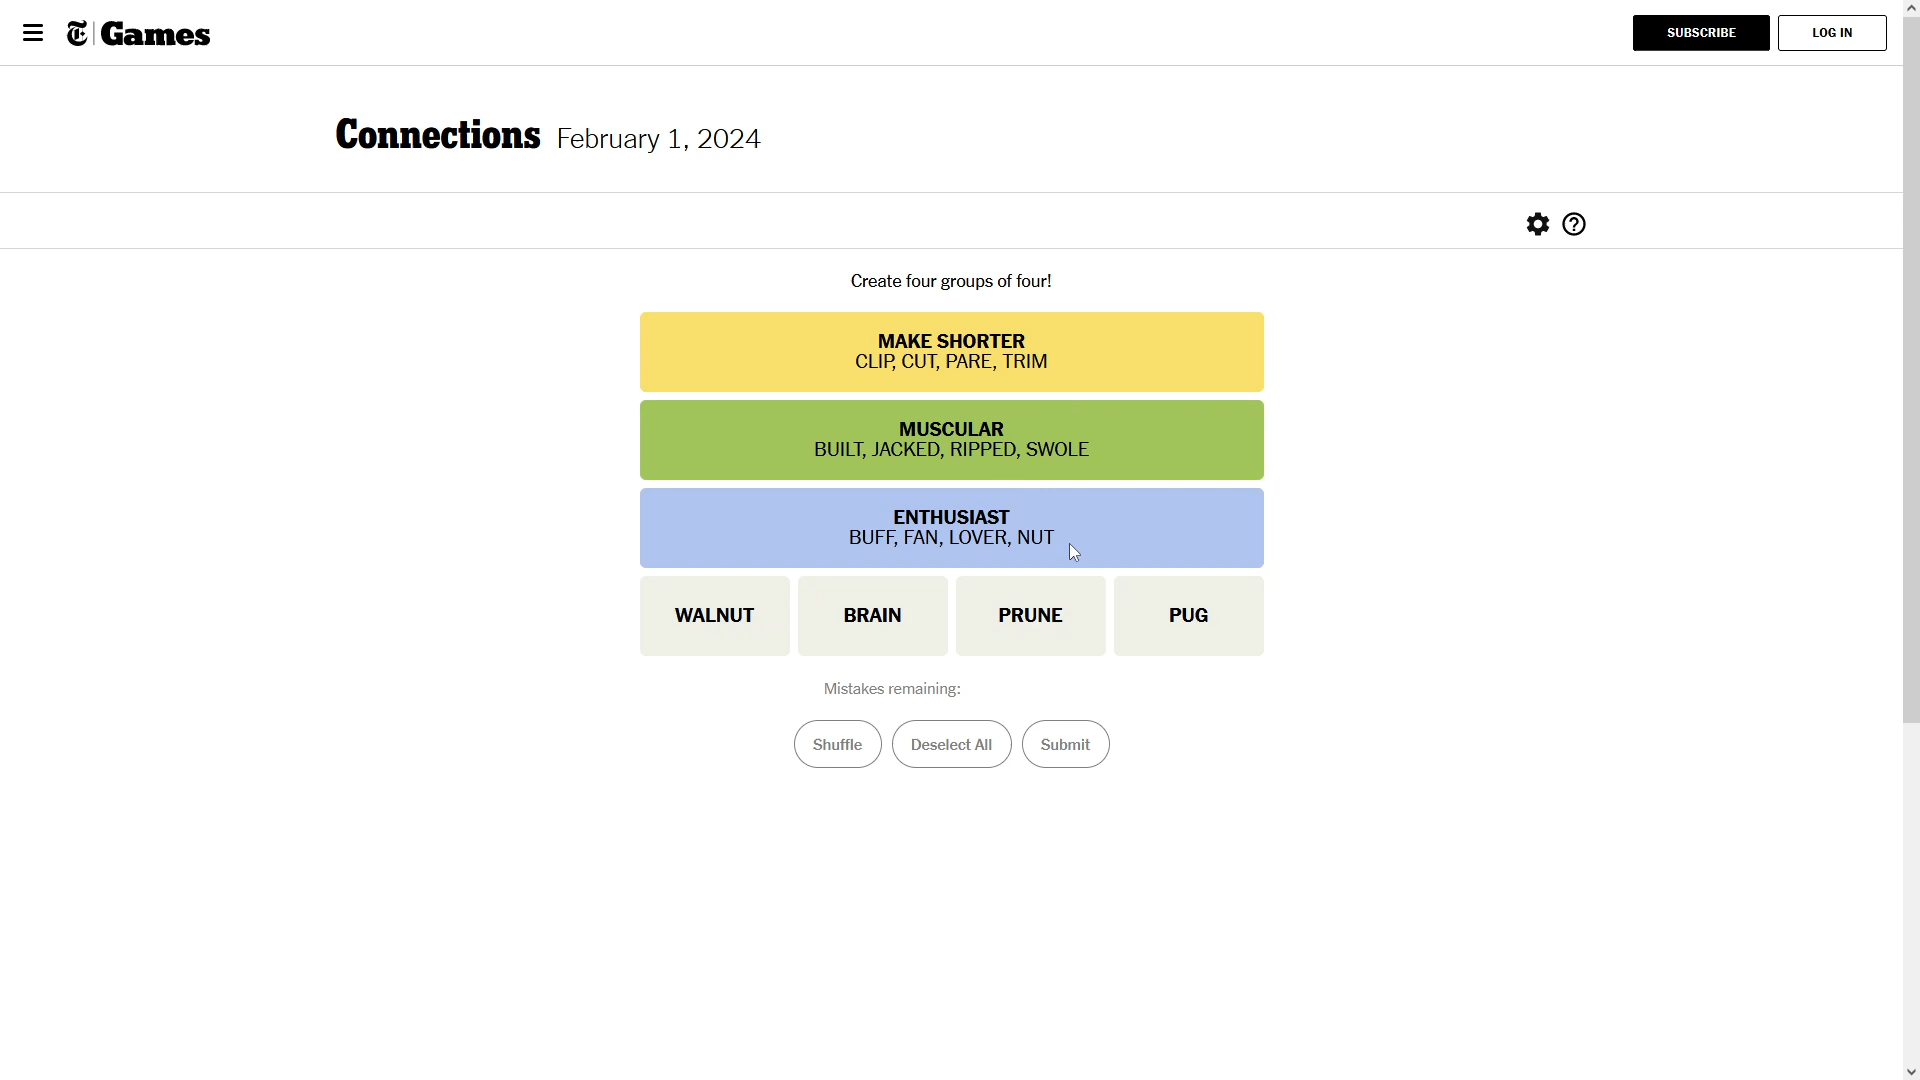 Games
SUBSCRIBE
LOG IN
Connections February 1, 2024
Create four groups of four!
MAKE SHORTER
CLIP, CUT, PARE, TRIM
MUSCULAR
BUILT, JACKED, RIPPED, SWOLE
ENTHUSIAST
BUFF, FAN, LOVER, NUT
WALNUT BRAIN PRUNE PUG
Mistakes remaining:
Shuffle Deselect All Submit